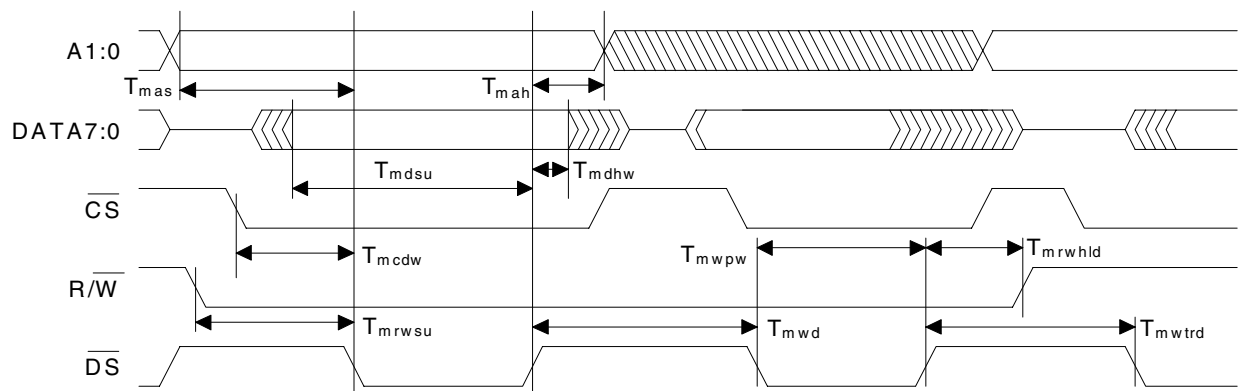 A1:0
Tmas
Tmah
DATA7:0
Tmdsu
Tmdhw
CS
Tmcdw
Tmwpw
Tmrwhld
R/W
Tmrwsu
Tmwd
Tmwtrd
DS